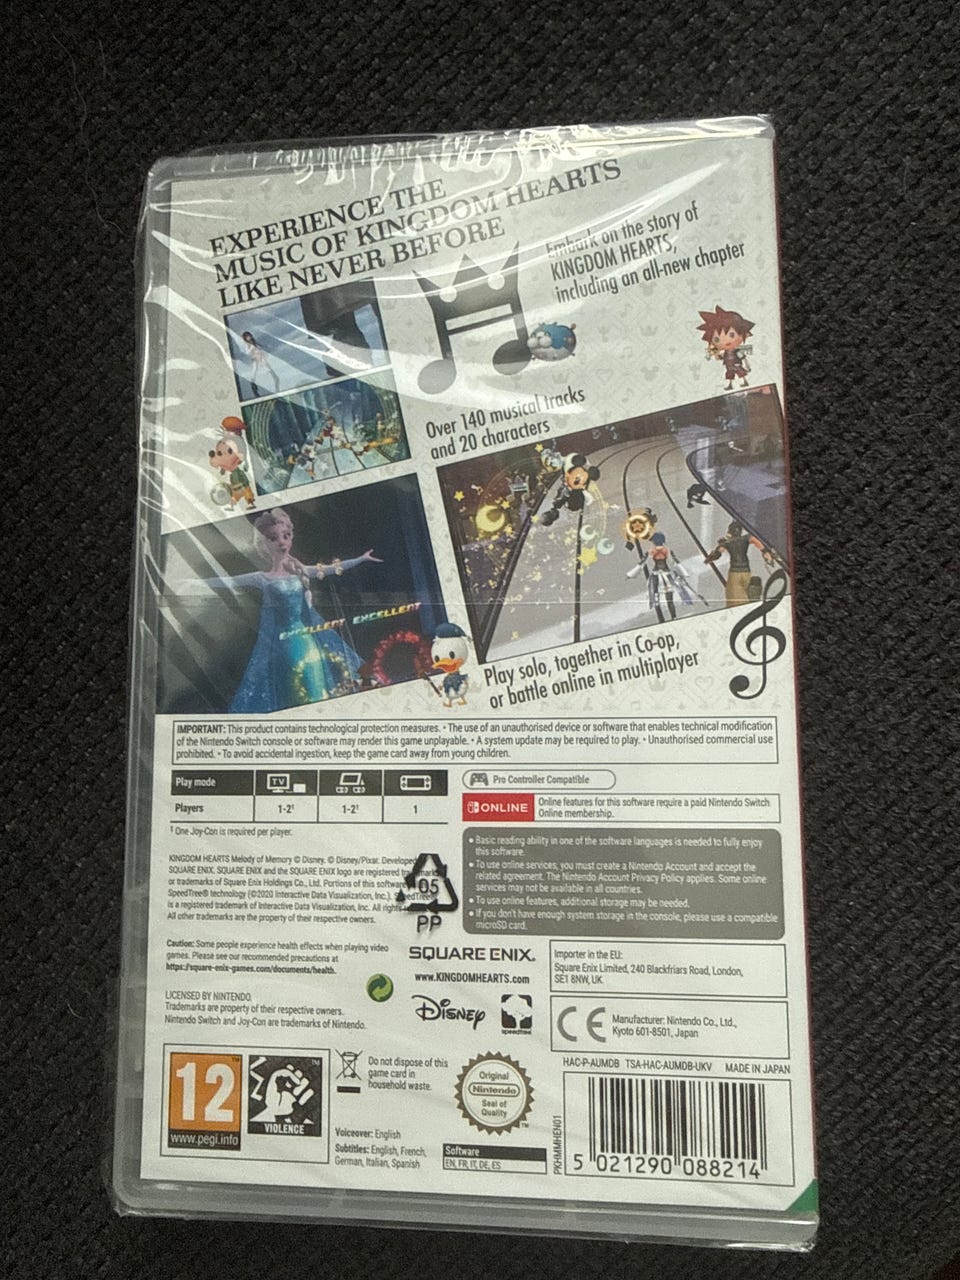 EXPERIENCE THE
MUSIC OF KINGDOM HEARTS
LIKE NEVER BEFORE
Embark on the story of
KINGDOM HEARTS,
including an all-new chapter
Over 140 musical tracks
and 20 characters
EXCELLENT EXCELLENT
Play solo, together in Co-op,
or battle online in multiplayer
IMPORTANT: This product contains technological protection measures. • The use of an unauthorised device or software that enables technical modification
of the Nintendo Switch console or software may render this game unplayable. • A system update may be required to play. • Unauthorised commercial use
prohibited. • To avoid accidental ingestion, keep the game card away from young children.
Play mode TV
Players 1-2¹ 1-2¹ 1
¹ One Joy-Con is required per player.
Pro Controller Compatible
ONLINE
Online features for this software require a paid Nintendo Switch
Online membership.
• Basic reading ability in one of the software languages is needed to fully enjoy
this software.
• To use online services, you must create a Nintendo Account and accept the
related agreement. The Nintendo Account Privacy Policy applies. Some online
services may not be available in all countries.
• To use online features, additional storage may be needed.
• If you don't have enough system storage in the console, please use a compatible
microSD card.
KINGDOM HEARTS Melody of Memory © Disney. © Disney/Pixar. Developed
SQUARE ENIX, SQUARE ENIX and the SQUARE ENIX logo are registered
or trademarks of Square Enix Holdings Co., Ltd. Portions of this software
SpeedTree® technology (©2020 Interactive Data Visualization, Inc.).
is a registered trademark of Interactive Data Visualization, Inc. All rights
All other trademarks are the property of their respective owners.
05
PP
Caution: Some people experience health effects when playing video
games. Please see our recommended precautions at
https://square-enix-games.com/documents/health.
LICENSED BY NINTENDO.
Trademarks are property of their respective owners.
Nintendo Switch and Joy-Con are trademarks of Nintendo.
SQUARE ENIX.
www.KINGDOMHEARTS.com
Disney
speedtree
Importer in the EU:
Square Enix Limited, 240 Blackfriars Road, London,
SE1 8NW, UK
CE
Manufacturer: Nintendo Co., Ltd.,
Kyoto 601-8501, Japan
HAC-P-AUMDB TSA-HAC-AUMDB-UKV MADE IN JAPAN
12
www.pegi.info
VIOLENCE
Do not dispose of this
game card in
household waste.
Voiceover: English
Subtitles: English, French,
German, Italian, Spanish
Original
Nintendo
Seal of
Quality
Software
EN, FR, IT, DE, ES
PKHMMHEN01
5 021290 088214